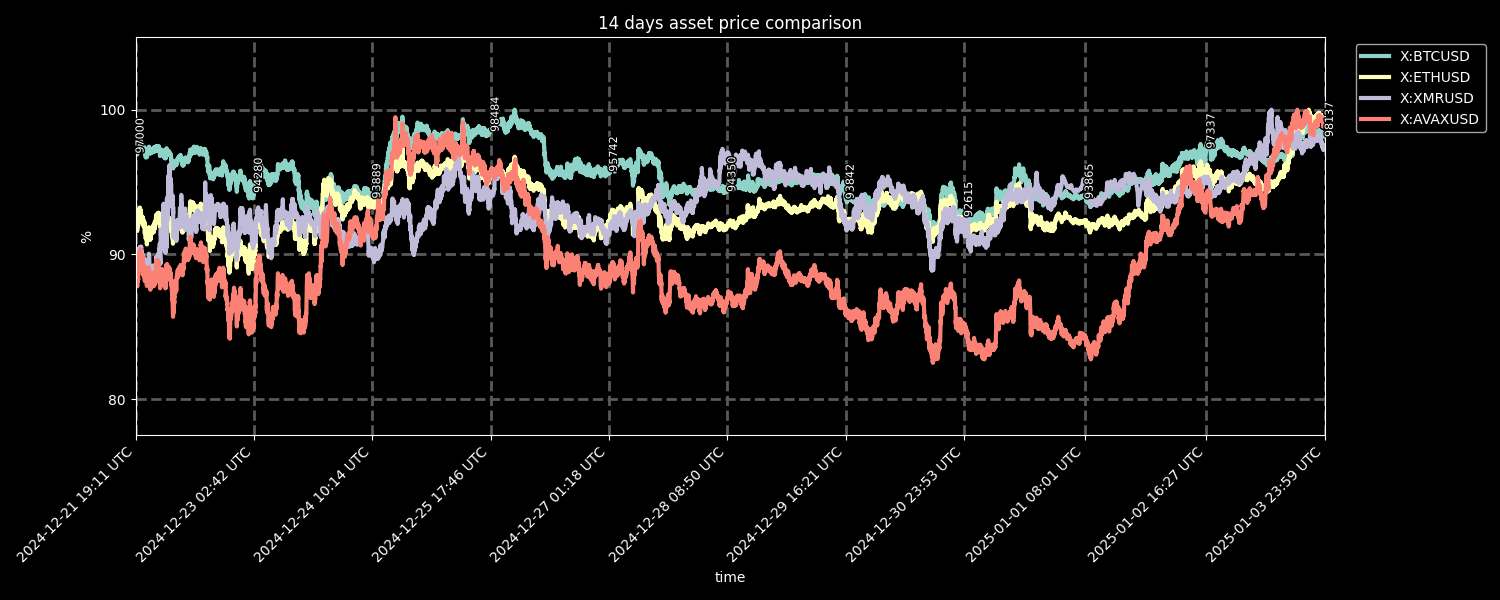 14 days asset price comparison
X:BTCUSD
X:ETHUSD
X:XMRUSD
X:AVAXUSD
100
90
80
%
97000
94280
93889
98484
95742
94350
93842
92615
93865
97337
98137
2024-12-21 19:11 UTC
2024-12-23 02:42 UTC
2024-12-24 10:14 UTC
2024-12-25 17:46 UTC
2024-12-27 01:18 UTC
2024-12-28 08:50 UTC
2024-12-29 16:21 UTC
2024-12-30 23:53 UTC
2025-01-01 08:01 UTC
2025-01-02 16:27 UTC
2025-01-03 23:59 UTC
time